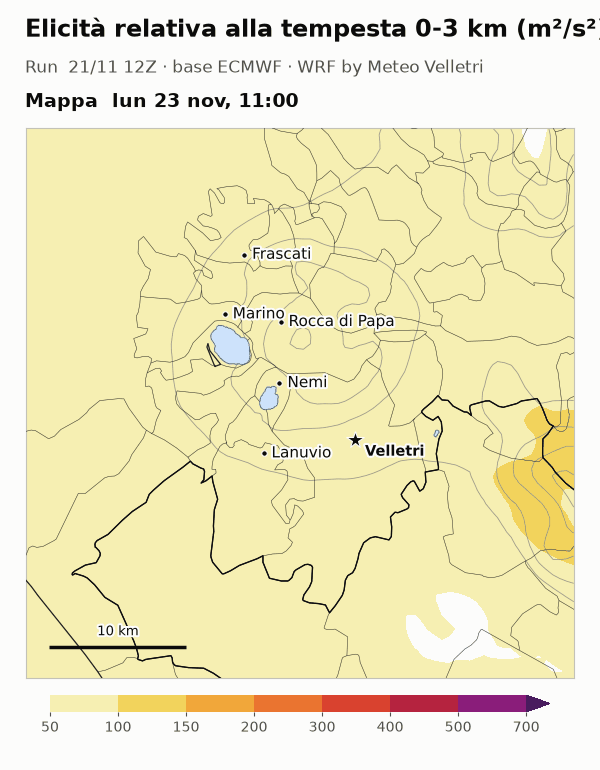 Elicità relativa alla tempesta 0-3 km (m²/s²)
Run 21/11 12Z · base ECMWF · WRF by Meteo Velletri
Mappa lun 23 nov, 11:00
Frascati
Marino
Rocca di Papa
Nemi
Velletri
Lanuvio
10 km
50 100 150 200 300 400 500 700